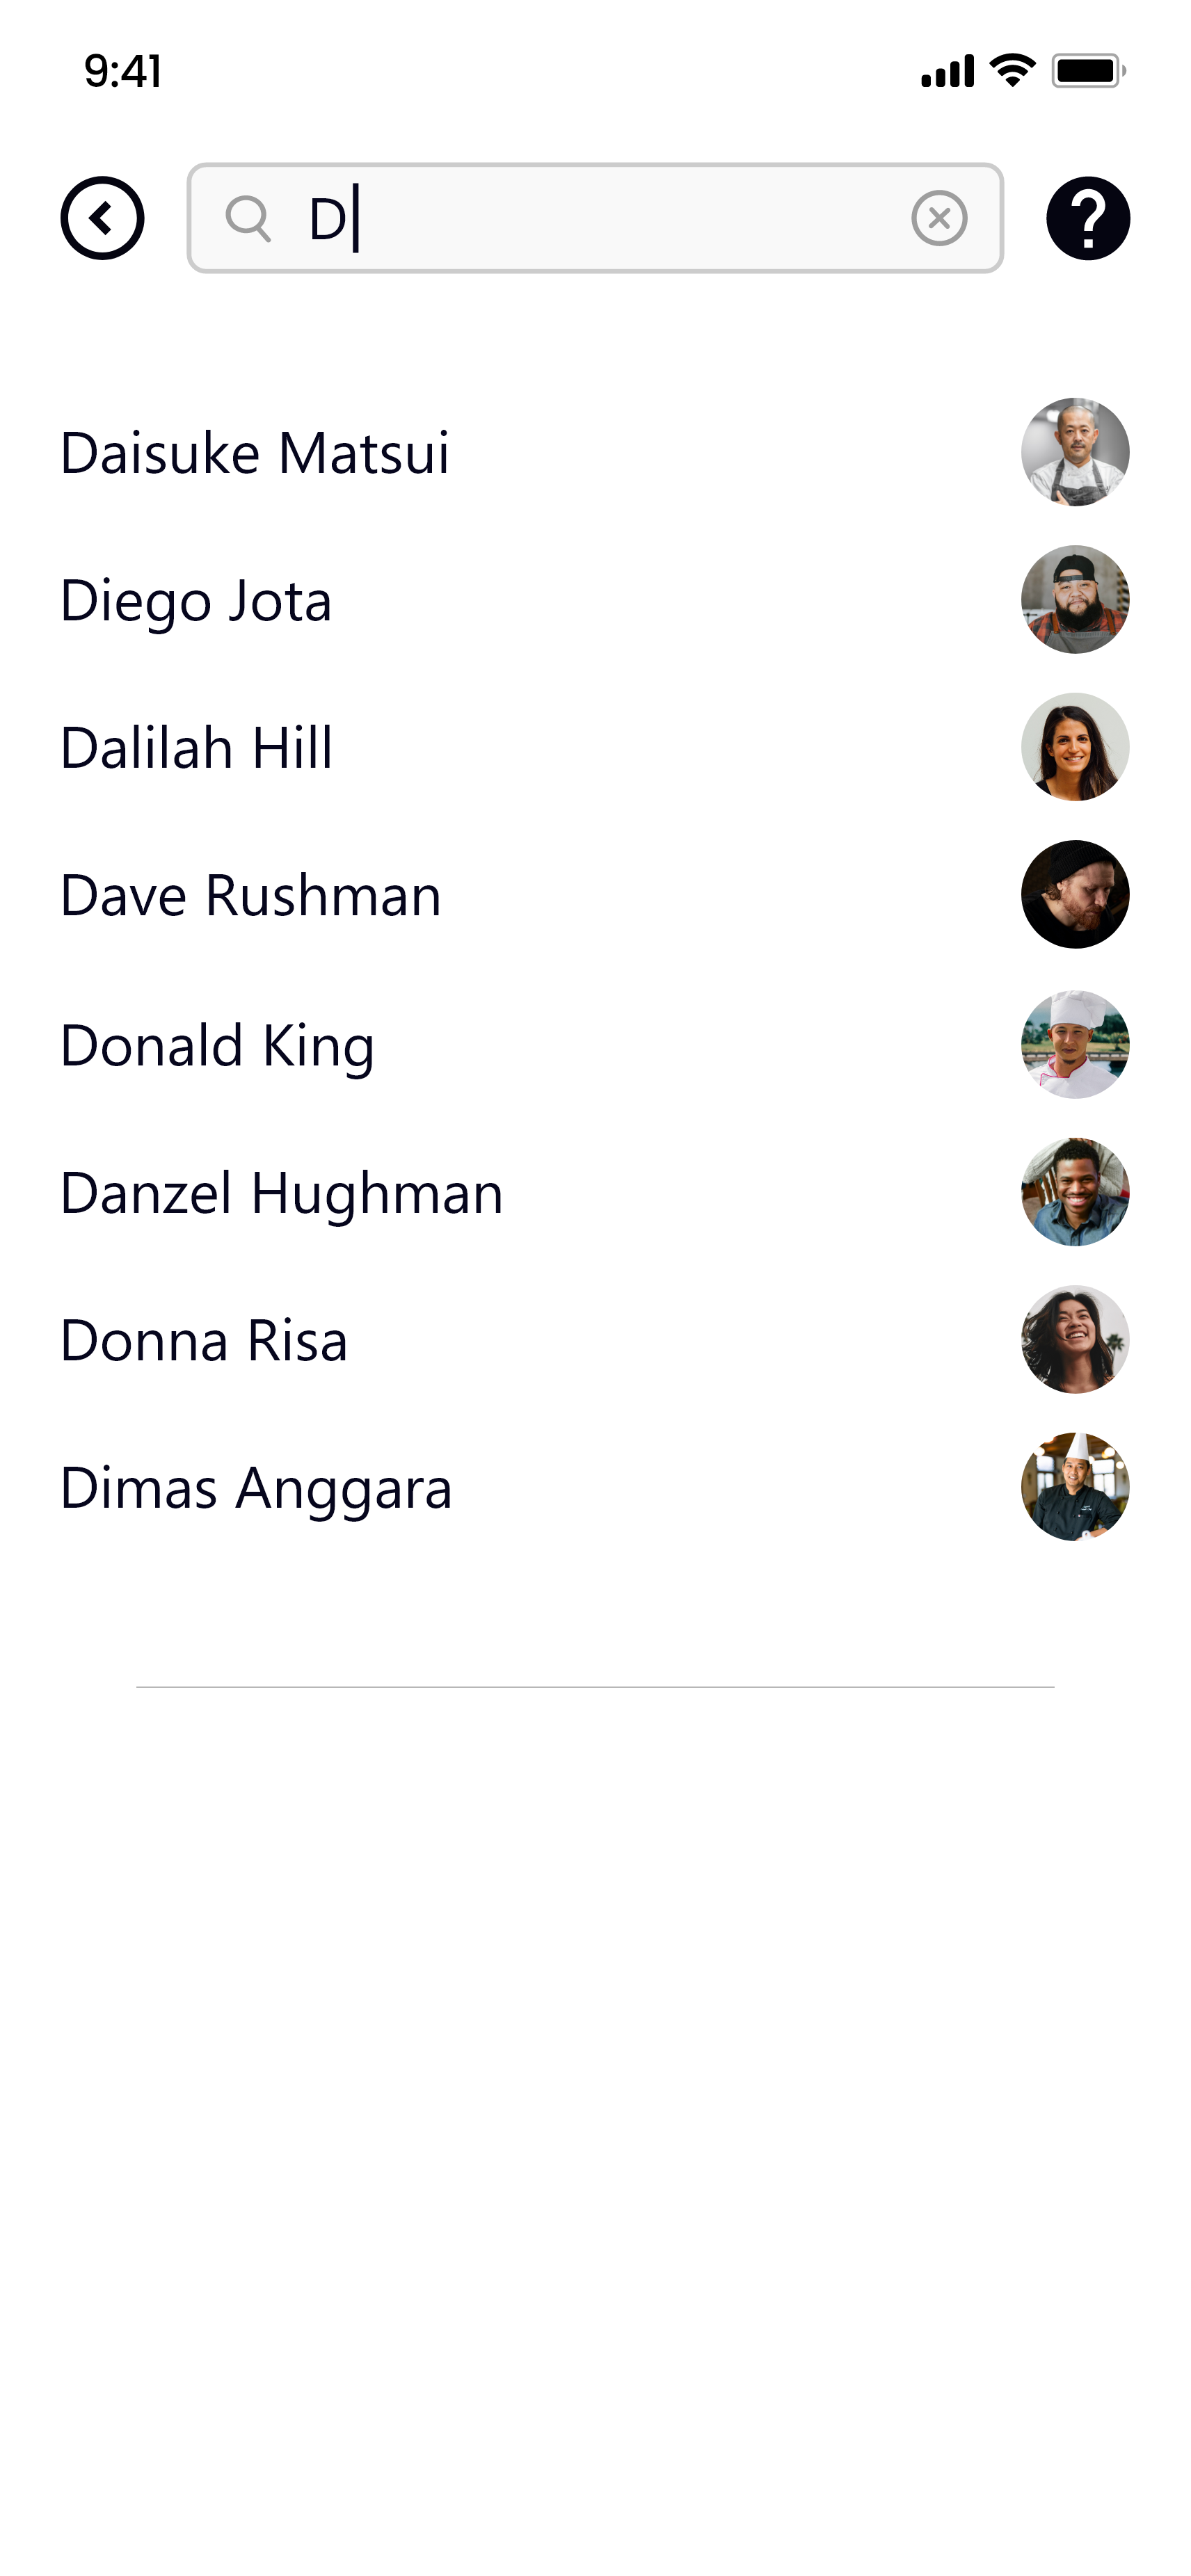 9:41
D
?
Daisuke Matsui
Diego Jota
Dalilah Hill
Dave Rushman
Donald King
Danzel Hughman
Donna Risa
Dimas Anggara